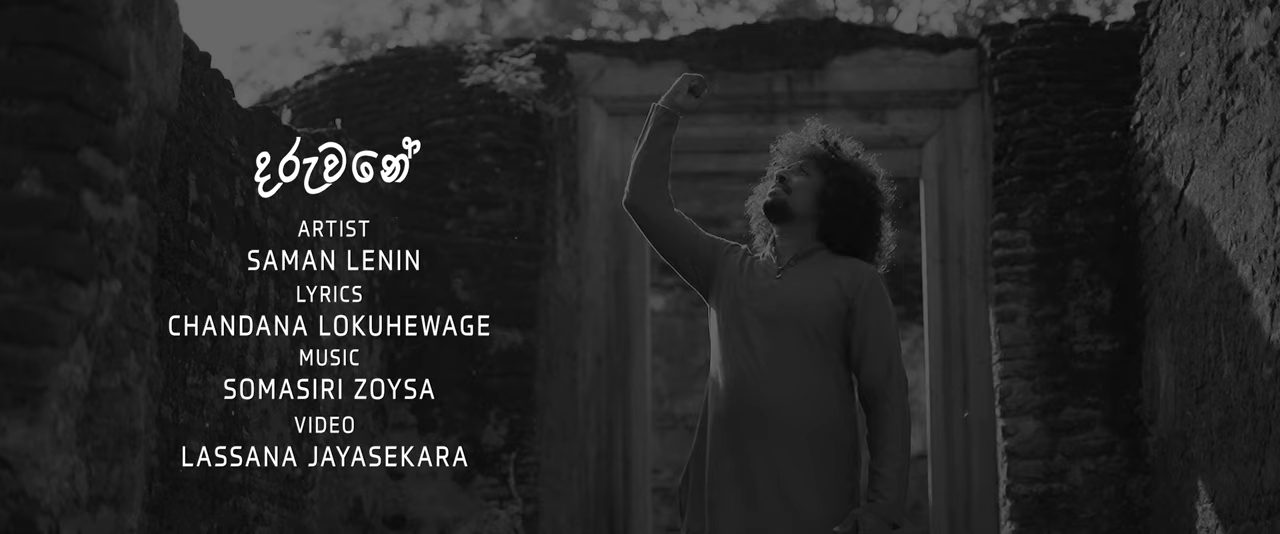 දරුවනේ
ARTIST
SAMAN LENIN
LYRICS
CHANDANA LOKUHEWAGE
MUSIC
SOMASIRI ZOYSA
VIDEO
LASSANA JAYASEKARA